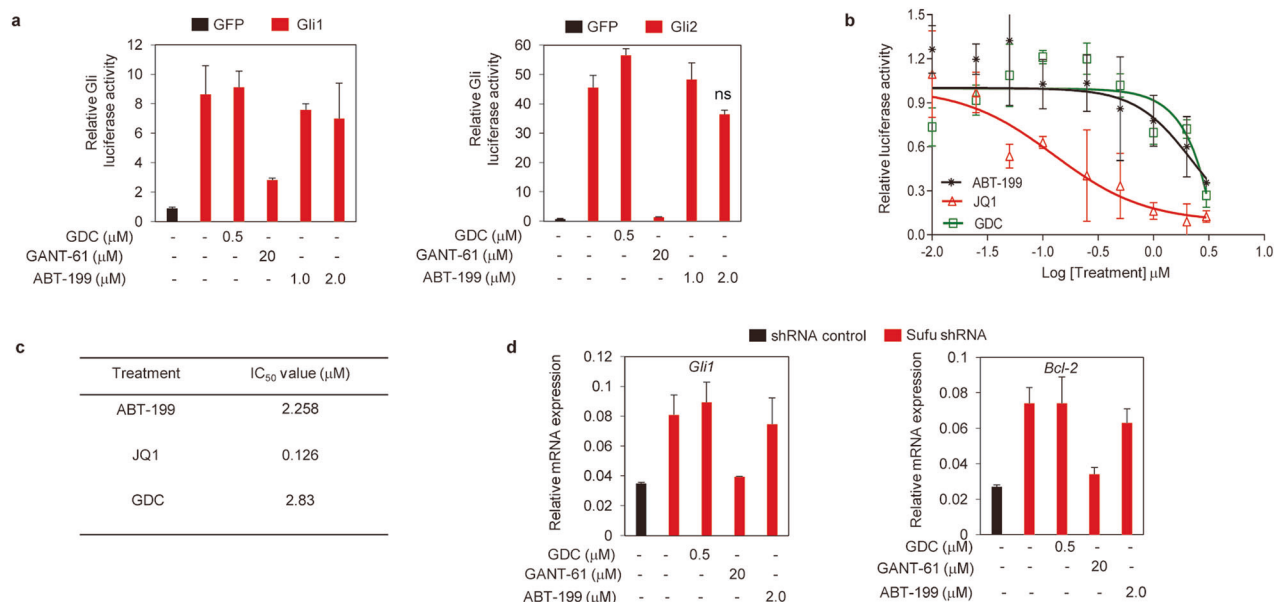 a
GFP Gli1
Relative Gli
luciferase activity
12
10
8
6
4
2
0
GDC (μM) - - 0.5 - - -
GANT-61 (μM) - - - 20 - -
ABT-199 (μM) - - - - 1.0 2.0
GFP Gli2
Relative Gli
luciferase activity
60
50
40
30
20
10
0
ns
- - 0.5 - - -
- - - 20 - -
- - - - 1.0 2.0
GDC (μM)
GANT-61 (μM)
ABT-199 (μM)
b
Relative luciferase activity
1.5
1.2
0.9
0.6
0.3
0.0
ABT-199
JQ1
GDC
-2.0 -1.5 -1.0 -0.5 0.0 0.5 1.0
Log [Treatment] μM
c
Treatment IC50 value (μM)
ABT-199 2.258
JQ1 0.126
GDC 2.83
d
shRNA control Sufu shRNA
Gli1
Relative mRNA expression
0.12
0.1
0.08
0.06
0.04
0.02
0
GDC (μM) - - 0.5 - -
GANT-61 (μM) - - - 20 -
ABT-199 (μM) - - - - 2.0
Bcl-2
Relative mRNA expression
0.1
0.08
0.06
0.04
0.02
0
GDC (μM) - - 0.5 - -
GANT-61 (μM) - - - 20 -
ABT-199 (μM) - - - - 2.0